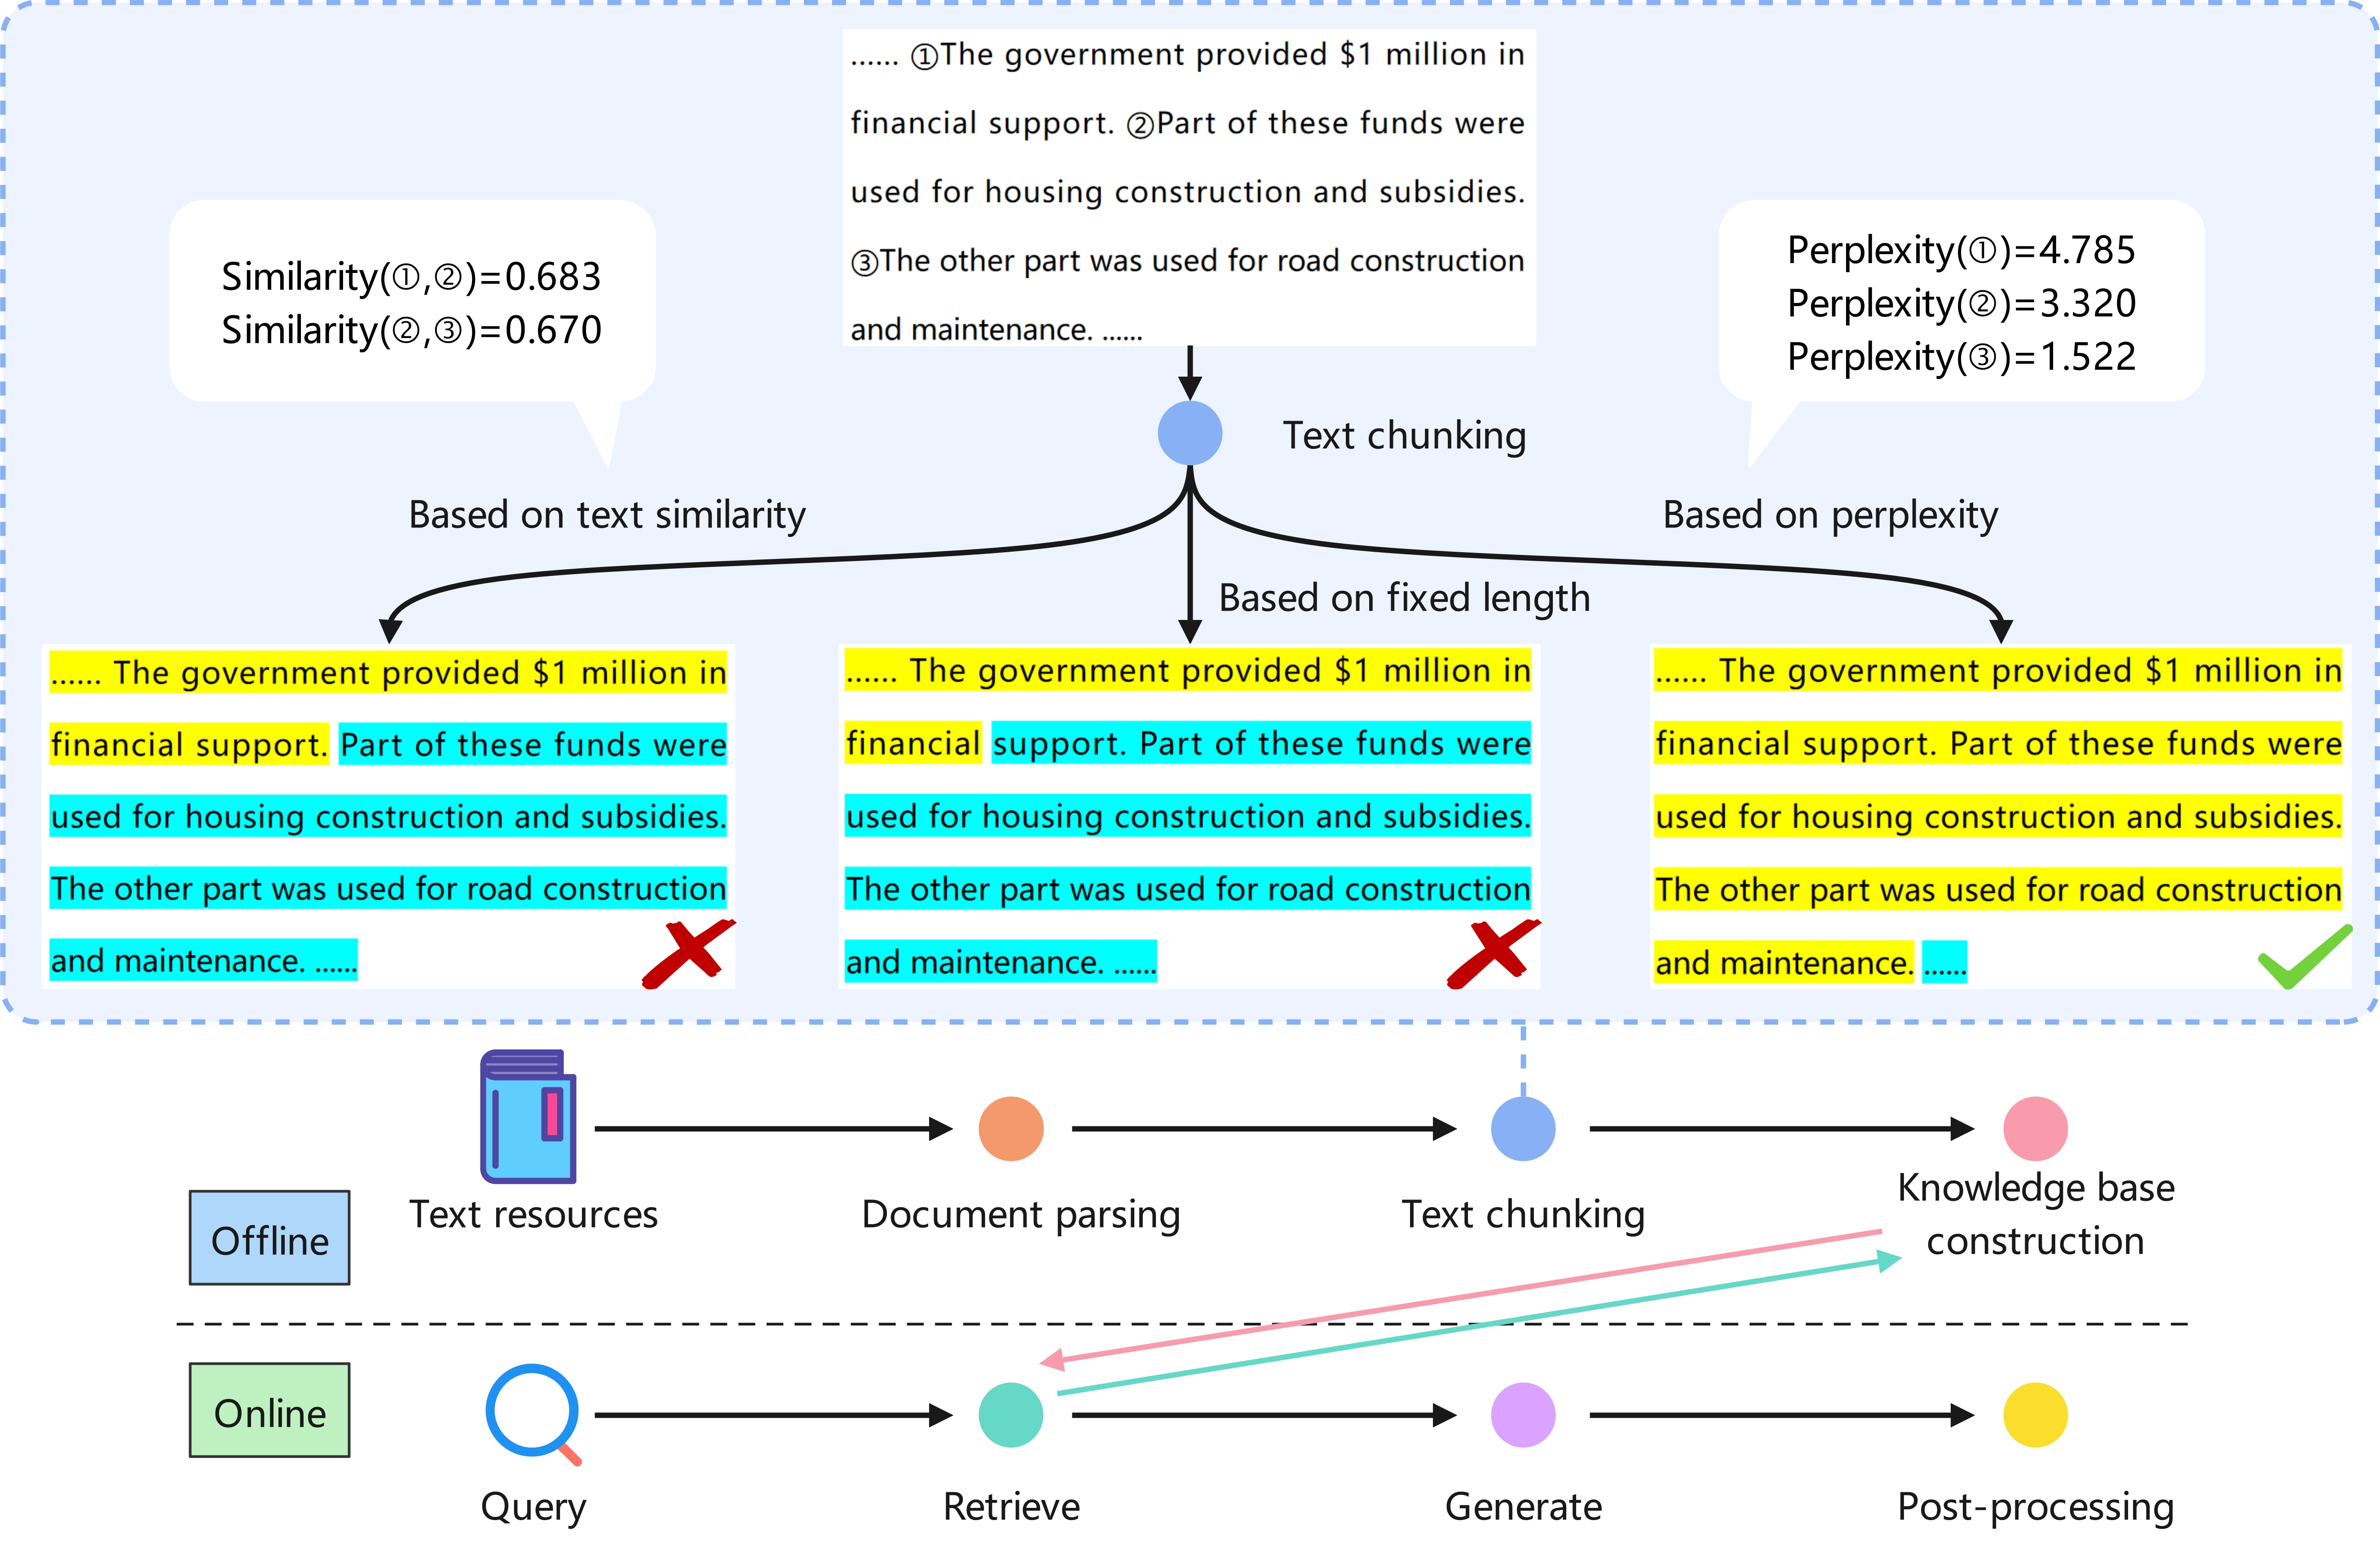 ...... ①The government provided $1 million in
financial support. ②Part of these funds were
used for housing construction and subsidies.
③The other part was used for road construction
and maintenance. ......
Similarity(①,②)=0.683
Similarity(②,③)=0.670
Perplexity(①)=4.785
Perplexity(②)=3.320
Perplexity(③)=1.522
Text chunking
Based on text similarity
Based on fixed length
Based on perplexity
...... The government provided $1 million in
financial support. Part of these funds were
used for housing construction and subsidies.
The other part was used for road construction
and maintenance. ......
...... The government provided $1 million in
financial support. Part of these funds were
used for housing construction and subsidies.
The other part was used for road construction
and maintenance. ......
...... The government provided $1 million in
financial support. Part of these funds were
used for housing construction and subsidies.
The other part was used for road construction
and maintenance. ......
Offline
Text resources
Document parsing
Text chunking
Knowledge base
construction
Online
Query
Retrieve
Generate
Post-processing